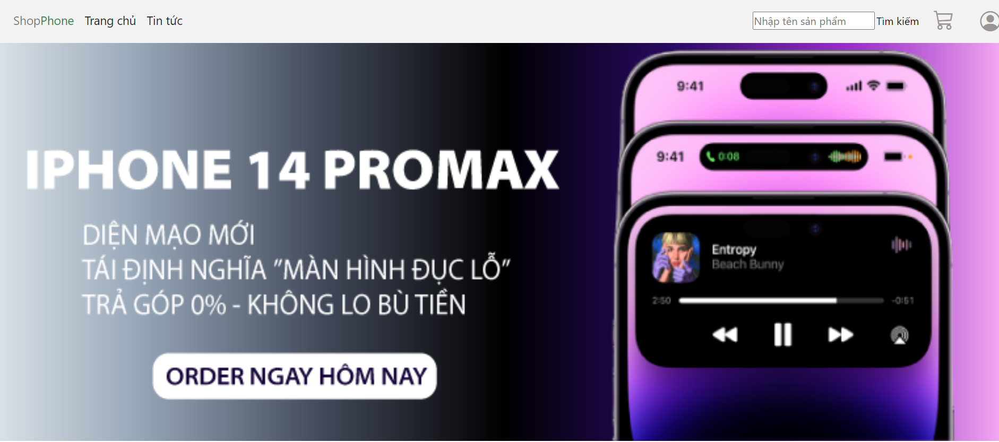 ShopPhone Trang chủ Tin tức Nhập tên sản phẩm Tìm kiếm
9:41
9:41 0:08
IPHONE 14 PROMAX
DIỆN MẠO MỚI
TÁI ĐỊNH NGHĨA "MÀN HÌNH ĐỤC LỖ"
TRẢ GÓP 0% - KHÔNG LO BÙ TIỀN
ORDER NGAY HÔM NAY
Entropy
Beach Bunny
2:50 -0:51